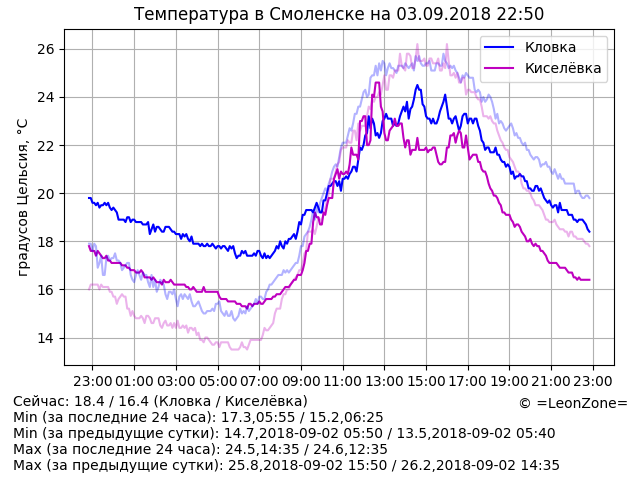 Температура в Смоленске на 03.09.2018 22:50
градусов Цельсия, °C
26
24
22
20
18
16
14
Кловка
Киселёвка
23:00 01:00 03:00 05:00 07:00 09:00 11:00 13:00 15:00 17:00 19:00 21:00 23:00
Сейчас: 18.4 / 16.4 (Кловка / Киселёвка)
© =LeonZone=
Min (за последние 24 часа): 17.3,05:55 / 15.2,06:25
Min (за предыдущие сутки): 14.7,2018-09-02 05:50 / 13.5,2018-09-02 05:40
Max (за последние 24 часа): 24.5,14:35 / 24.6,12:35
Max (за предыдущие сутки): 25.8,2018-09-02 15:50 / 26.2,2018-09-02 14:35